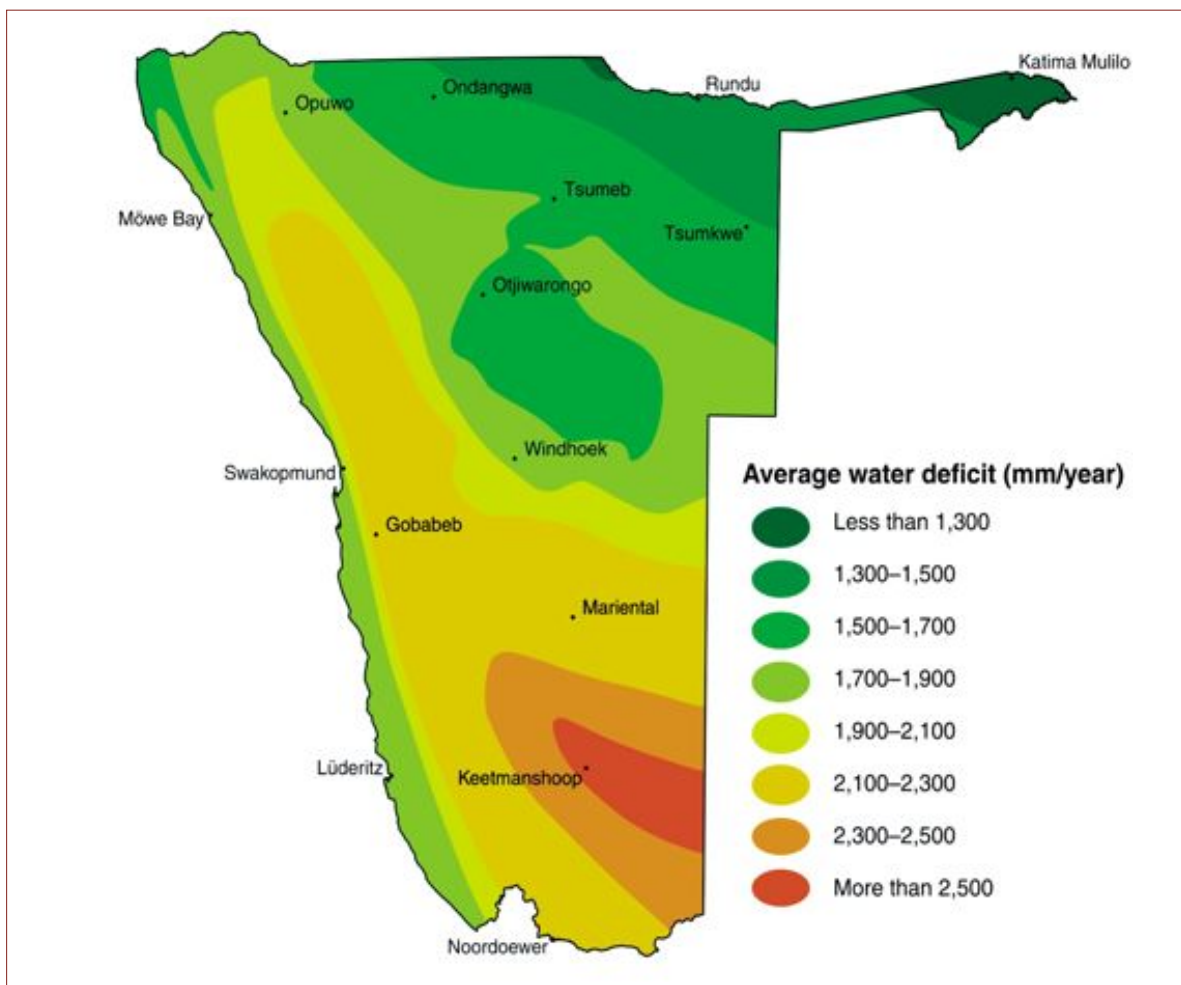 Katima Mulilo
Rundu
Ondangwa
Opuwo
Tsumeb
Möwe Bay
Tsumkwe
Otjiwarongo
Windhoek
Swakopmund
Gobabeb
Mariental
Lüderitz
Keetmanshoop
Noordoewer
Average water deficit (mm/year)
Less than 1,300
1,300–1,500
1,500–1,700
1,700–1,900
1,900–2,100
2,100–2,300
2,300–2,500
More than 2,500